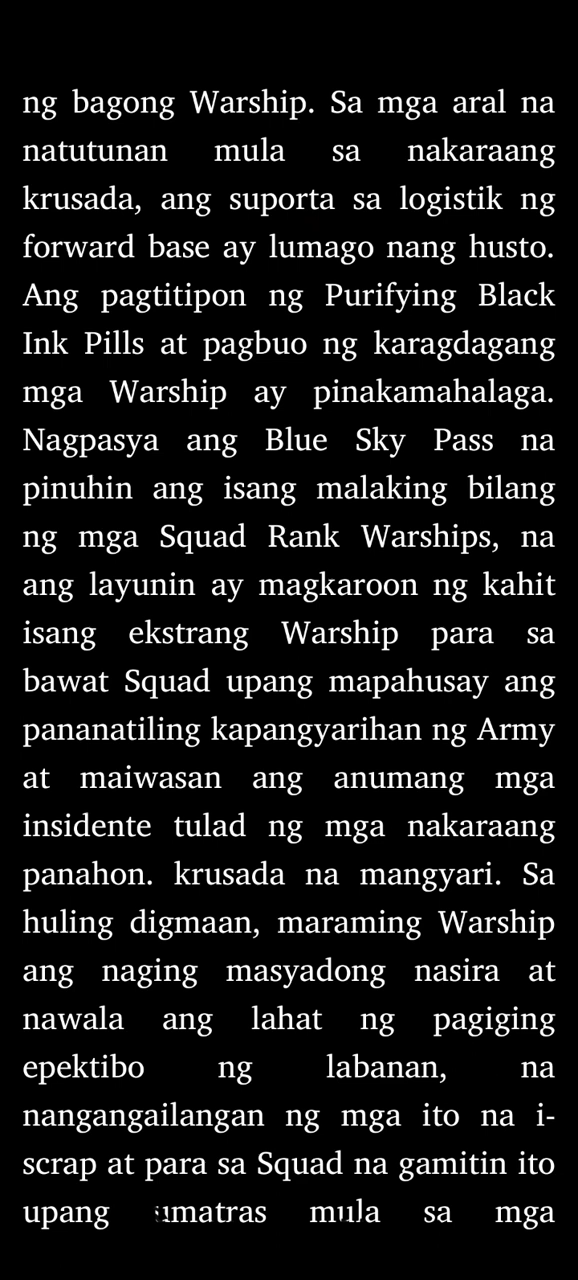 ng bagong Warship. Sa mga aral na
natutunan mula sa nakaraang
krusada, ang suporta sa logistik ng
forward base ay lumago nang husto.
Ang pagtitipon ng Purifying Black
Ink Pills at pagbuo ng karagdagang
mga Warship ay pinakamahalaga.
Nagpasya ang Blue Sky Pass na
pinuhin ang isang malaking bilang
ng mga Squad Rank Warships, na
ang layunin ay magkaroon ng kahit
isang ekstrang Warship para sa
bawat Squad upang mapahusay ang
pananatiling kapangyarihan ng Army
at maiwasan ang anumang mga
insidente tulad ng mga nakaraang
panahon. krusada na mangyari. Sa
huling digmaan, maraming Warship
ang naging masyadong nasira at
nawala ang lahat ng pagiging
epektibo ng labanan, na
nangangailangan ng mga ito na i-
scrap at para sa Squad na gamitin ito
upang mula sa mga